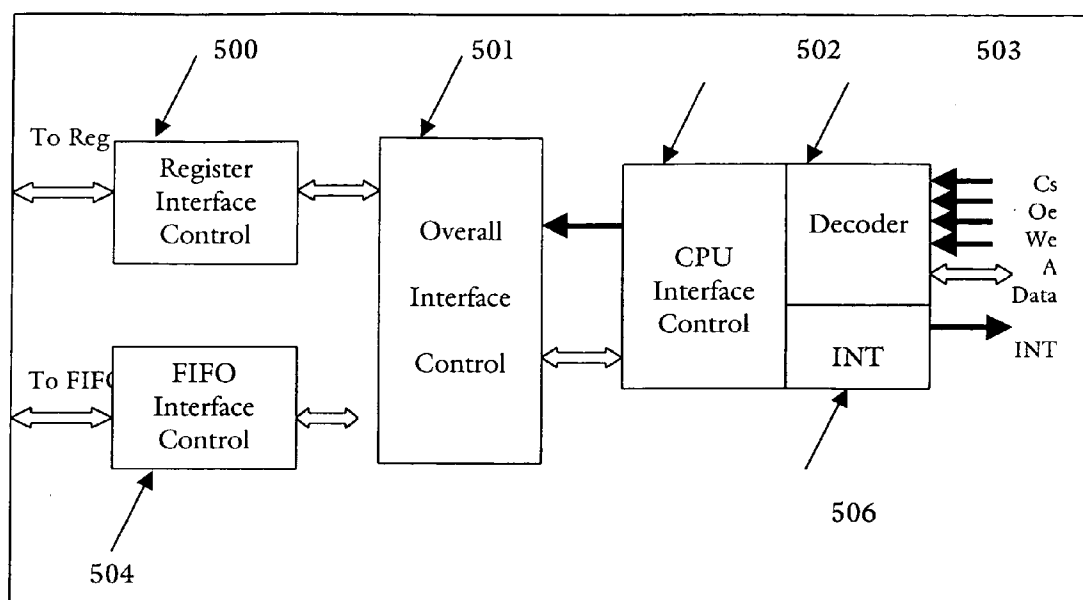 500
501
502
503
To Reg
Register
Interface
Control
Overall
Interface
Control
CPU
Interface
Control
Decoder
INT
Cs
Oe
We
A
Data
INT
To FIFO
FIFO
Interface
Control
504
506